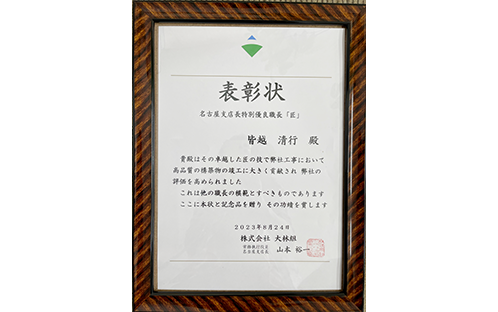 表彰状
名古屋支店長特別優良職長「匠」
皆越 清行 殿
貴殿はその卓越した匠の技で弊社工事において
高品質の構築物の竣工に大きく貢献され 弊社の
評価を高められました
これは他の職長の模範とすべきものであります
ここに本状と記念品を贈り その功績を賞します
2023年8月24日
株式会社 大林組
常務執行役員
名古屋支店長
山本 裕一